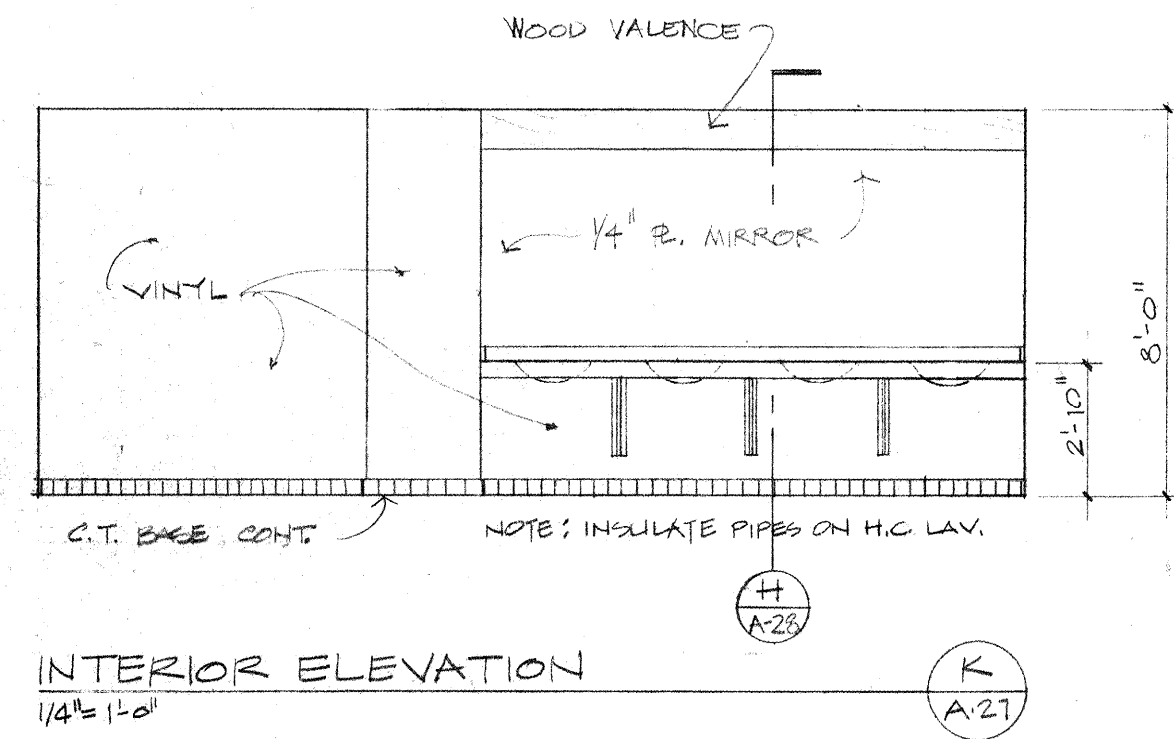 WOOD VALENCE
1/4" PL. MIRROR
VINYL
8'-0"
2'-10"
C.T. BASE CONT.
NOTE: INSULATE PIPES ON H.C. LAV.
H
A-28
INTERIOR ELEVATION
1/4"=1'-0"
K
A-27